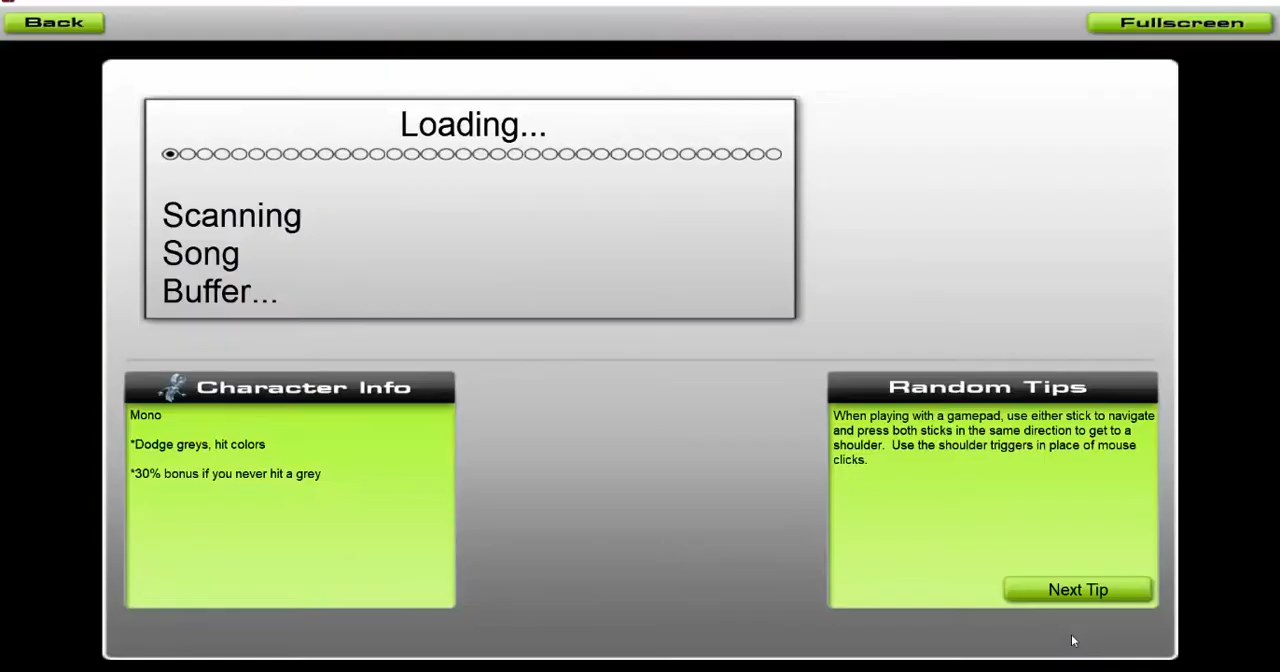 Back
Fullscreen
Loading...
Scanning
Song
Buffer...
Character Info
Mono
*Dodge greys, hit colors
*30% bonus if you never hit a grey
Random Tips
When playing with a gamepad, use either stick to navigate
and press both sticks in the same direction to get to a
shoulder.  Use the shoulder triggers in place of mouse
clicks.
Next Tip